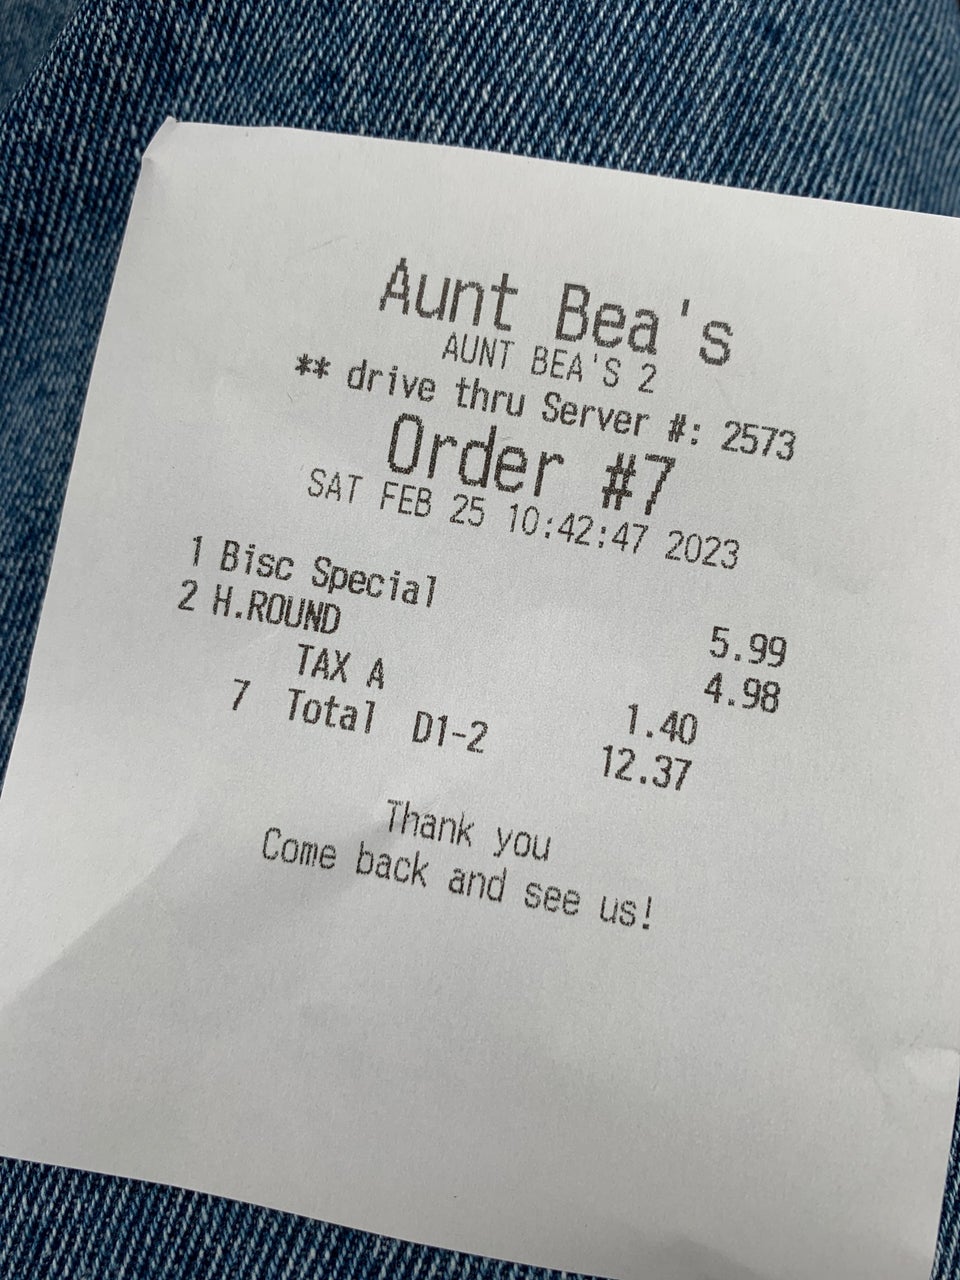 Aunt Bea's
AUNT BEA'S 2
** drive thru Server #: 2573
Order #7
SAT FEB 25 10:42:47 2023
1 Bisc Special 5.99
2 H.ROUND 4.98
TAX A 1.40
7 Total D1-2 12.37
Thank you
Come back and see us!